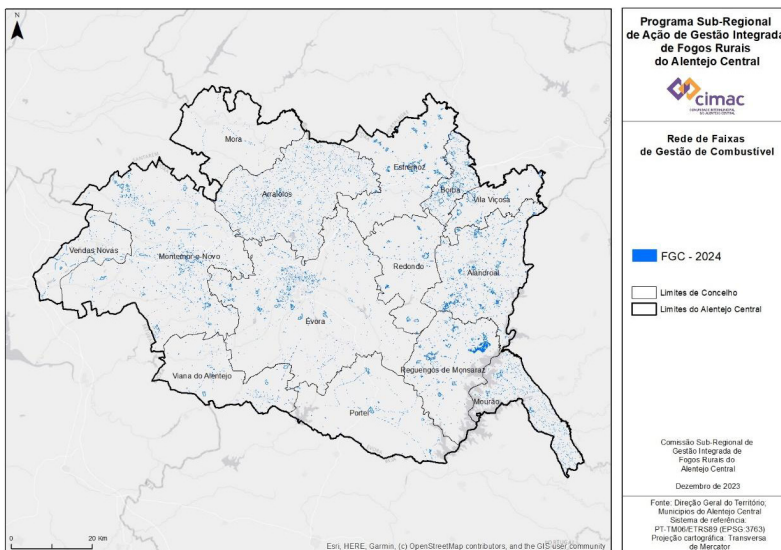 N
Mora
Arraiolos
Estremoz
Borba
Vila Viçosa
Vendas Novas
Montemor-o-Novo
Redondo
Alandroal
Évora
Reguengos de Monsaraz
Viana do Alentejo
Portel
Mourão
0 20 Km
Esri, HERE, Garmin, (c) OpenStreetMap contributors, and the GIS user community
Programa Sub-Regional
de Ação de Gestão Integrada
de Fogos Rurais
do Alentejo Central
cimac
Rede de Faixas
de Gestão de Combustível
FGC - 2024
Limites de Concelho
Limites do Alentejo Central
Comissão Sub-Regional de
Gestão Integrada de
Fogos Rurais do
Alentejo Central
Dezembro de 2023
Fonte: Direção Geral do Território;
Municípios do Alentejo Central
Sistema de referência:
PT-TM06/ETRS89 (EPSG:3763)
Projeção cartográfica: Transversa
de Mercator